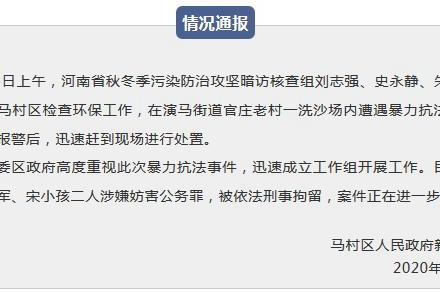 情况通报
日上午，河南省秋冬季污染防治攻坚暗访核查组刘志强、史永静、
马村区检查环保工作，在演马街道官庄老村一洗沙场内遭遇暴力抗法
报警后，迅速赶到现场进行处置。
委区政府高度重视此次暴力抗法事件，迅速成立工作组开展工作。
军、宋小孩二人涉嫌妨害公务罪，被依法刑事拘留，案件正在进一步
马村区人民政府新
2020年